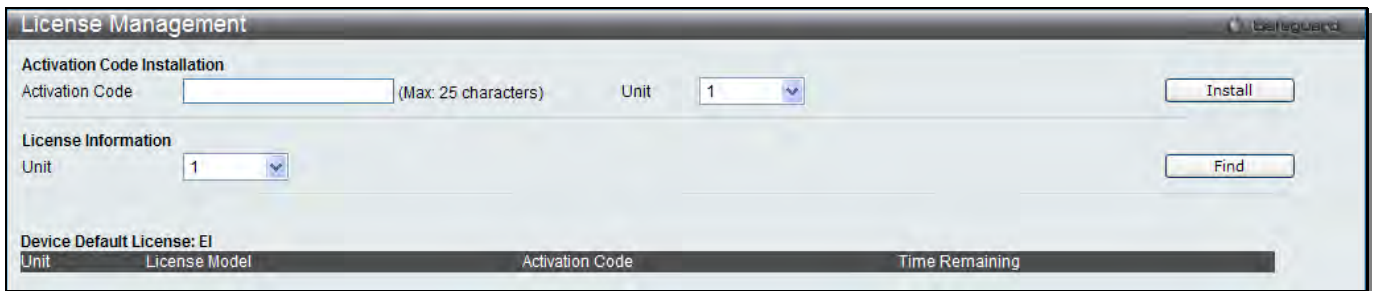 License Management
Safeguard
Activation Code Installation
Activation Code (Max: 25 characters) Unit 1 Install
License Information
Unit 1 Find
Device Default License: EI
Unit License Model Activation Code Time Remaining